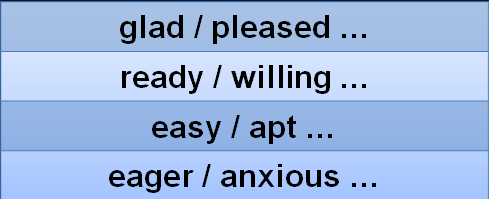 glad / pleased ...
ready / willing ...
easy / apt ...
eager / anxious ...